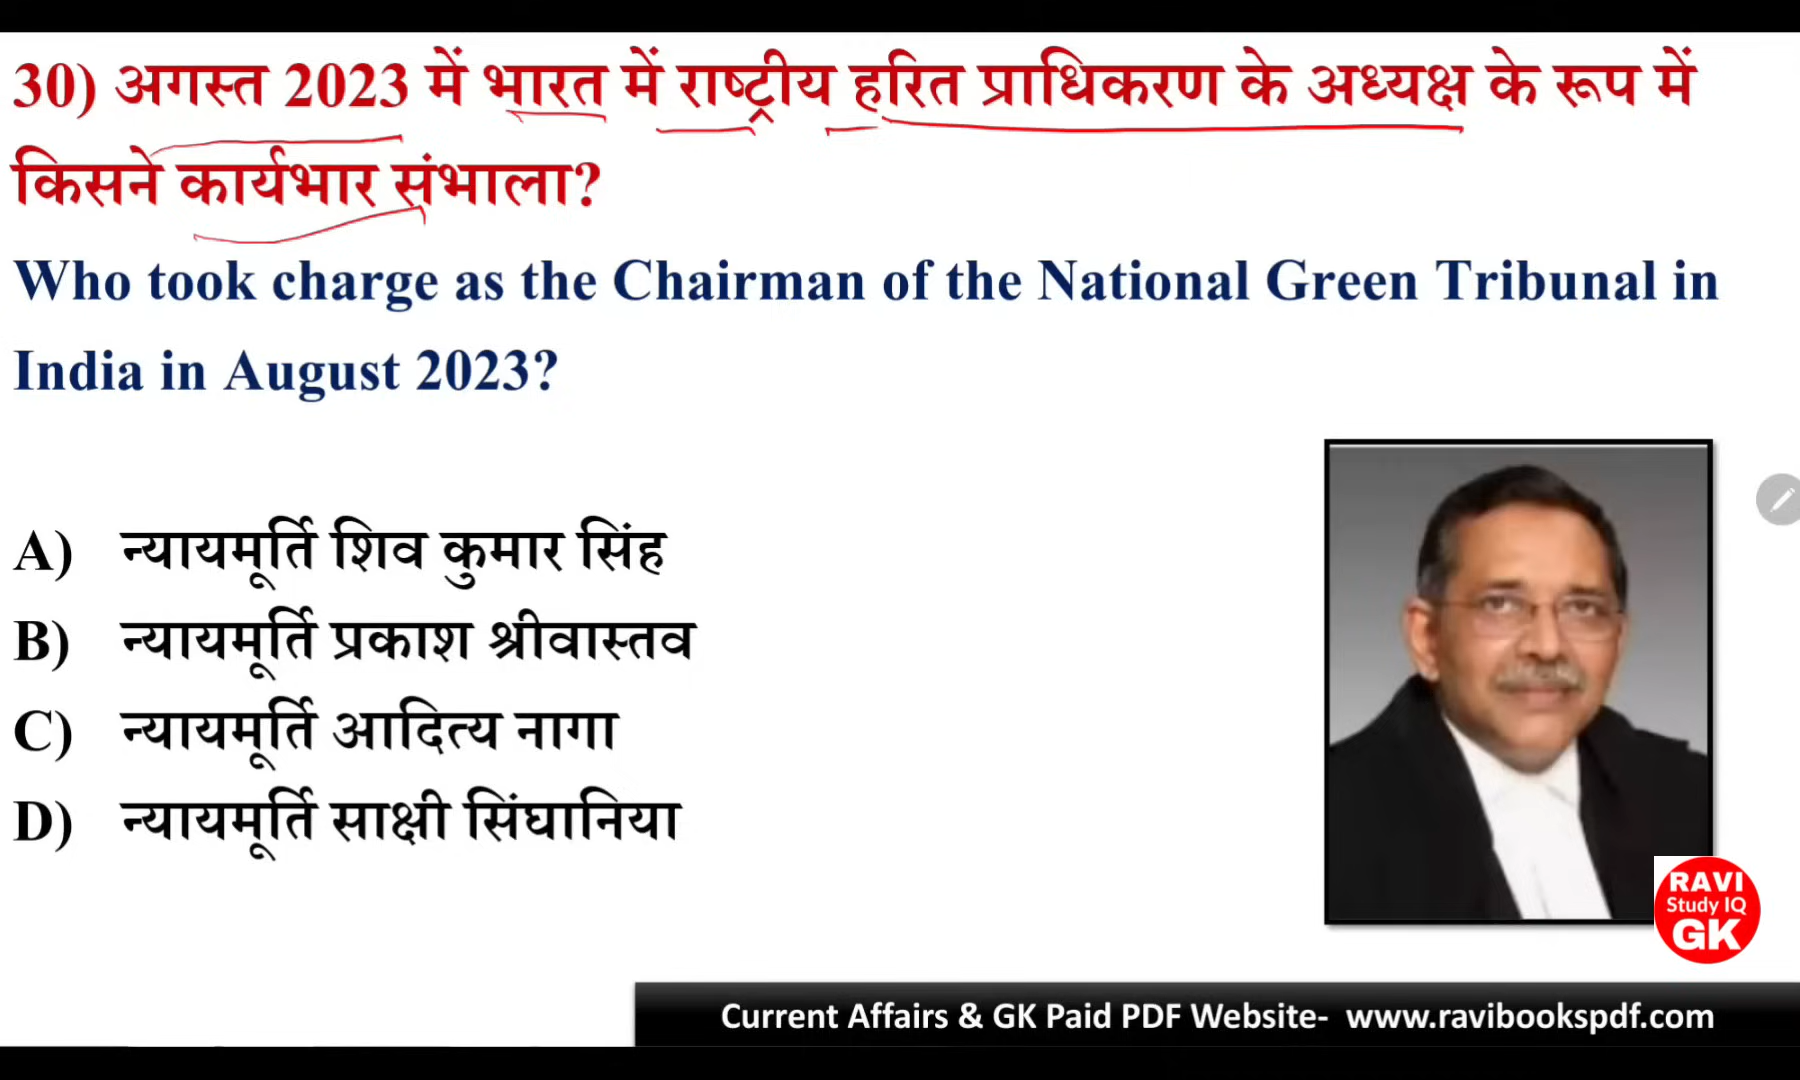 30) अगस्त 2023 में भारत में राष्ट्रीय हरित प्राधिकरण के अध्यक्ष के रूप में
किसने कार्यभार संभाला?
Who took charge as the Chairman of the National Green Tribunal in
India in August 2023?
A) न्यायमूर्ति शिव कुमार सिंह
B) न्यायमूर्ति प्रकाश श्रीवास्तव
C) न्यायमूर्ति आदित्य नागा
D) न्यायमूर्ति साक्षी सिंघानिया
RAVI
Study IQ
GK
Current Affairs & GK Paid PDF Website- www.ravibookspdf.com